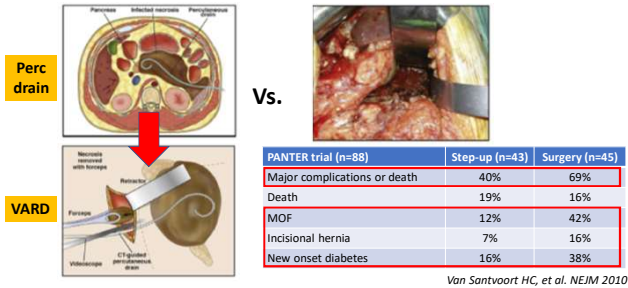 Perc
drain
Pancreas
Infected necrosis
Percutaneous
drain
Vs.
VARD
Necrosis
removed
with forceps
Retractor
Forceps
Videoscope
CT-guided
percutaneous
drain
PANTER trial (n=88) Step-up (n=43) Surgery (n=45)
Major complications or death 40% 69%
Death 19% 16%
MOF 12% 42%
Incisional hernia 7% 16%
New onset diabetes 16% 38%
Van Santvoort HC, et al. NEJM 2010